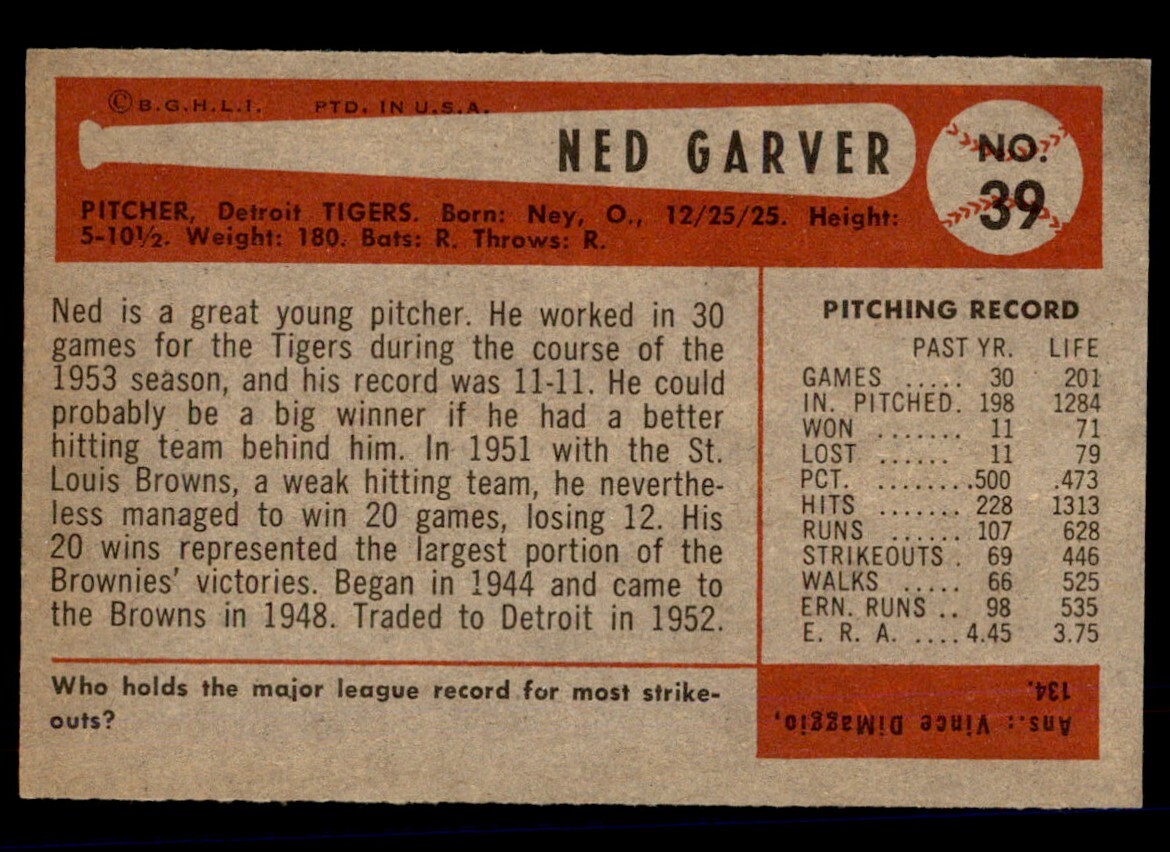 ©B.G.H.L.I. PTD. IN U.S.A.
NED GARVER
NO.
39
PITCHER, Detroit TIGERS. Born: Ney, O., 12/25/25. Height:
5-10½. Weight: 180. Bats: R. Throws: R.
Ned is a great young pitcher. He worked in 30
games for the Tigers during the course of the
1953 season, and his record was 11-11. He could
probably be a big winner if he had a better
hitting team behind him. In 1951 with the St.
Louis Browns, a weak hitting team, he neverthe-
less managed to win 20 games, losing 12. His
20 wins represented the largest portion of the
Brownies' victories. Began in 1944 and came to
the Browns in 1948. Traded to Detroit in 1952.
PITCHING RECORD
PAST YR. LIFE
GAMES ..... 30 201
IN. PITCHED. 198 1284
WON ....... 11 71
LOST ...... 11 79
PCT. ........500 .473
HITS ....... 228 1313
RUNS ...... 107 628
STRIKEOUTS . 69 446
WALKS ..... 66 525
ERN. RUNS .. 98 535
E. R. A. ....4.45 3.75
Who holds the major league record for most strike-
outs?
Ans.: Vince DiMaggio,
134.